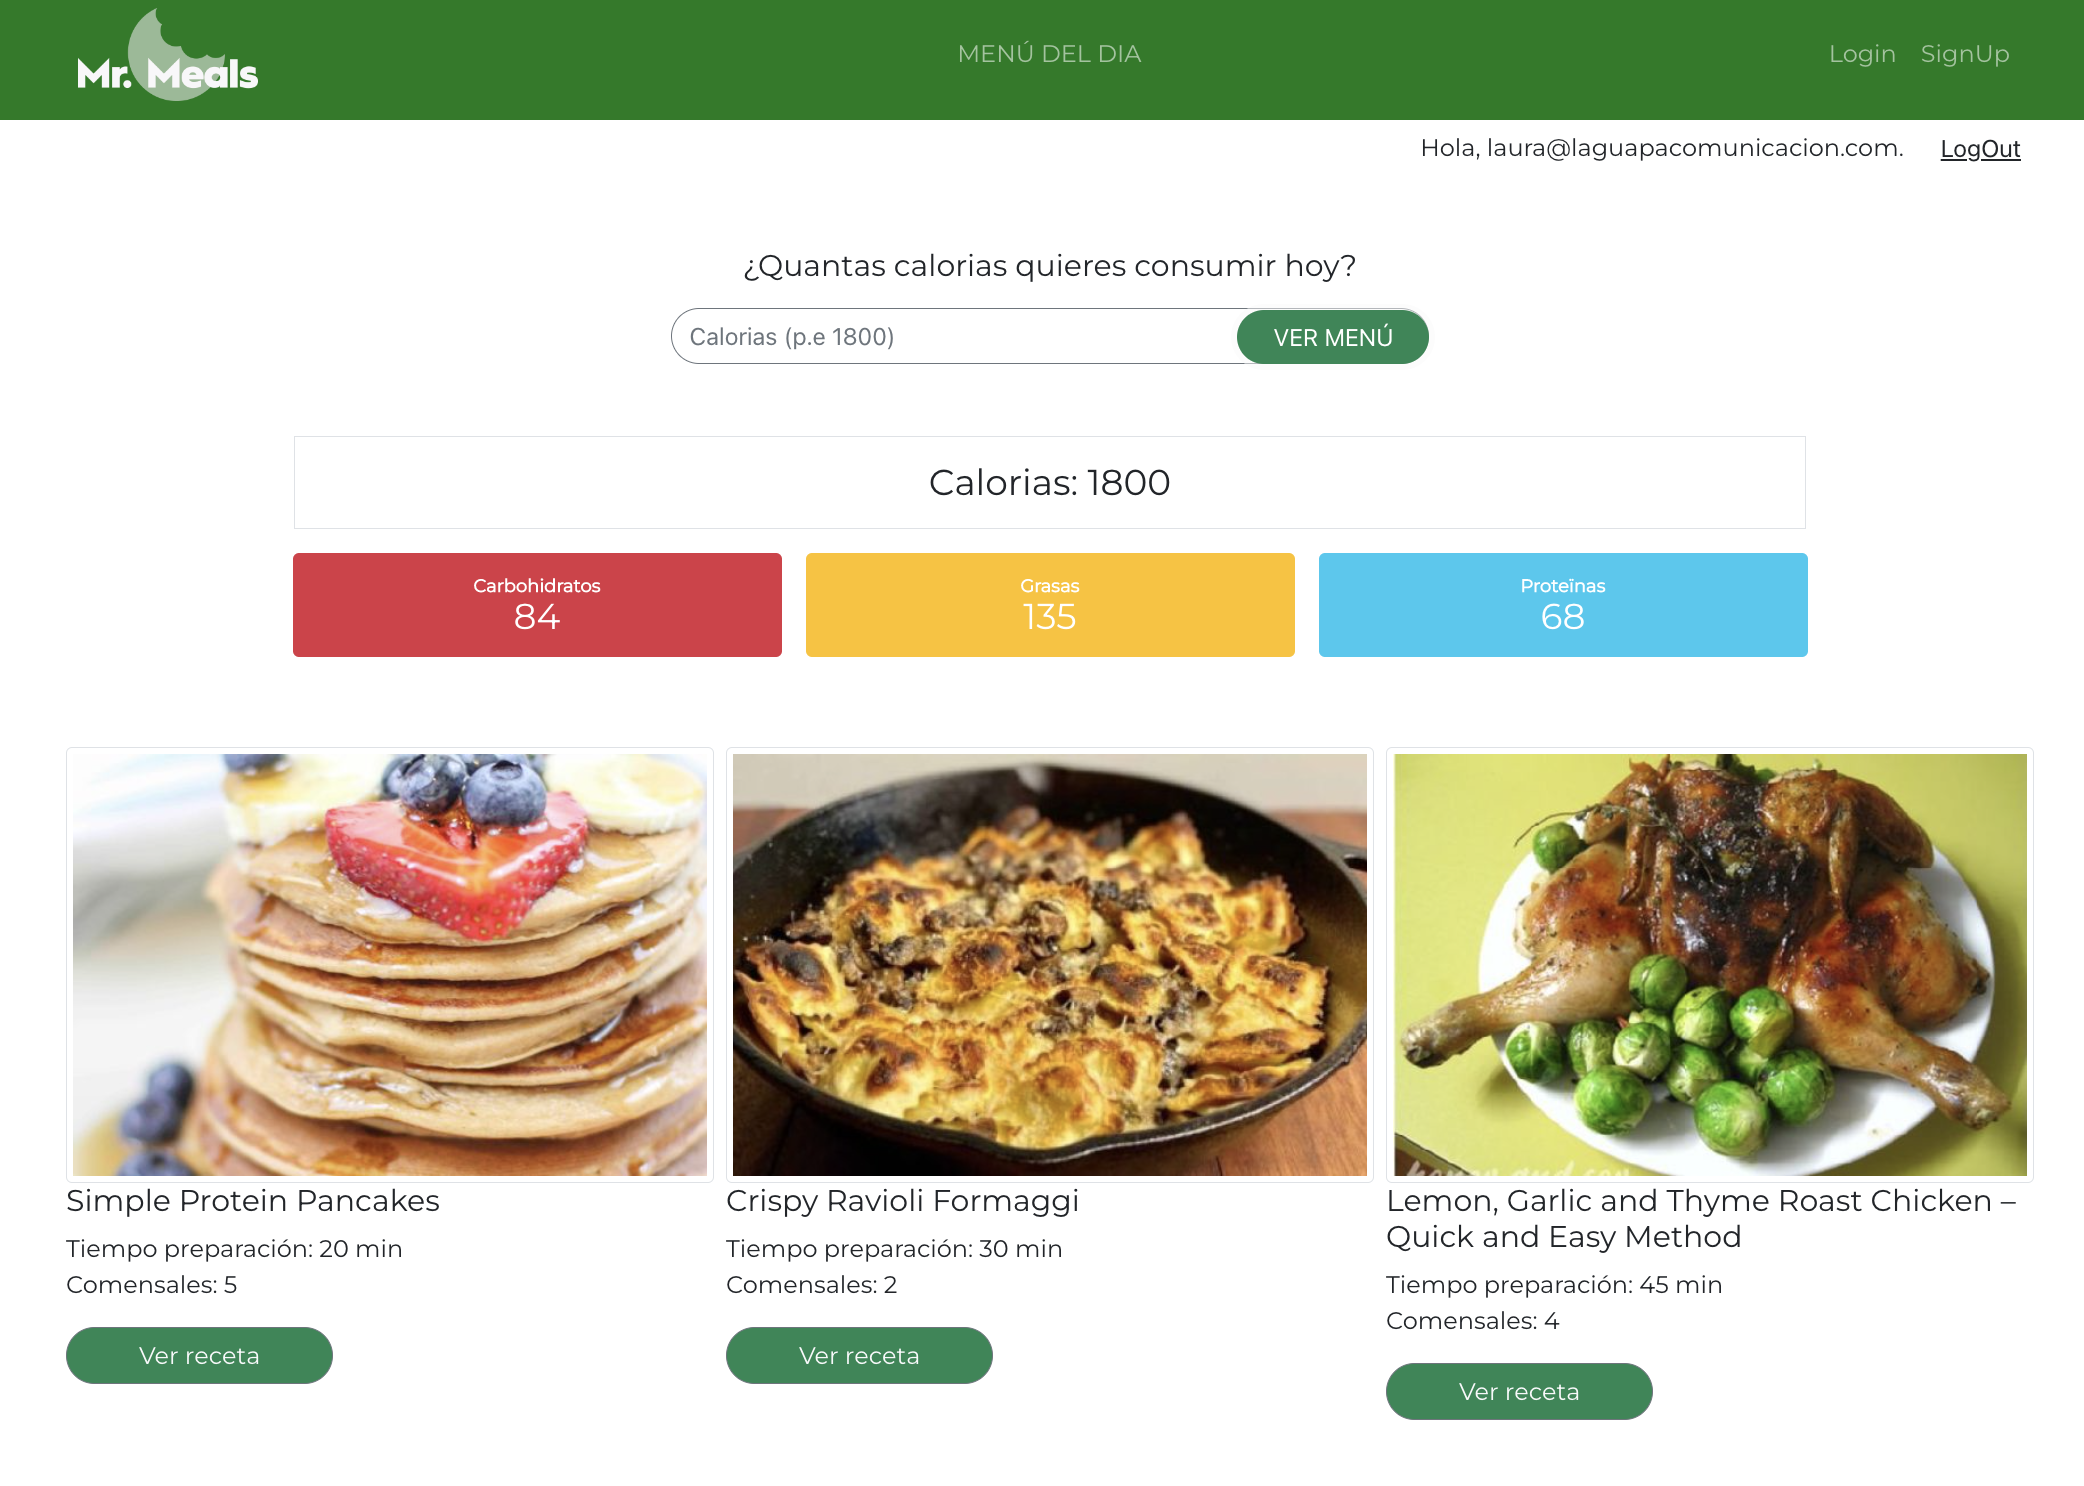 Mr. Meals
MENÚ DEL DIA
Login SignUp
Hola, laura@laguapacomunicacion.com. LogOut
¿Quantas calorias quieres consumir hoy?
Calorias (p.e 1800) VER MENÚ
Calorias: 1800
Carbohidratos
84
Grasas
135
Proteïnas
68
Simple Protein Pancakes
Tiempo preparación: 20 min
Comensales: 5
Ver receta
Crispy Ravioli Formaggi
Tiempo preparación: 30 min
Comensales: 2
Ver receta
Lemon, Garlic and Thyme Roast Chicken –
Quick and Easy Method
Tiempo preparación: 45 min
Comensales: 4
Ver receta